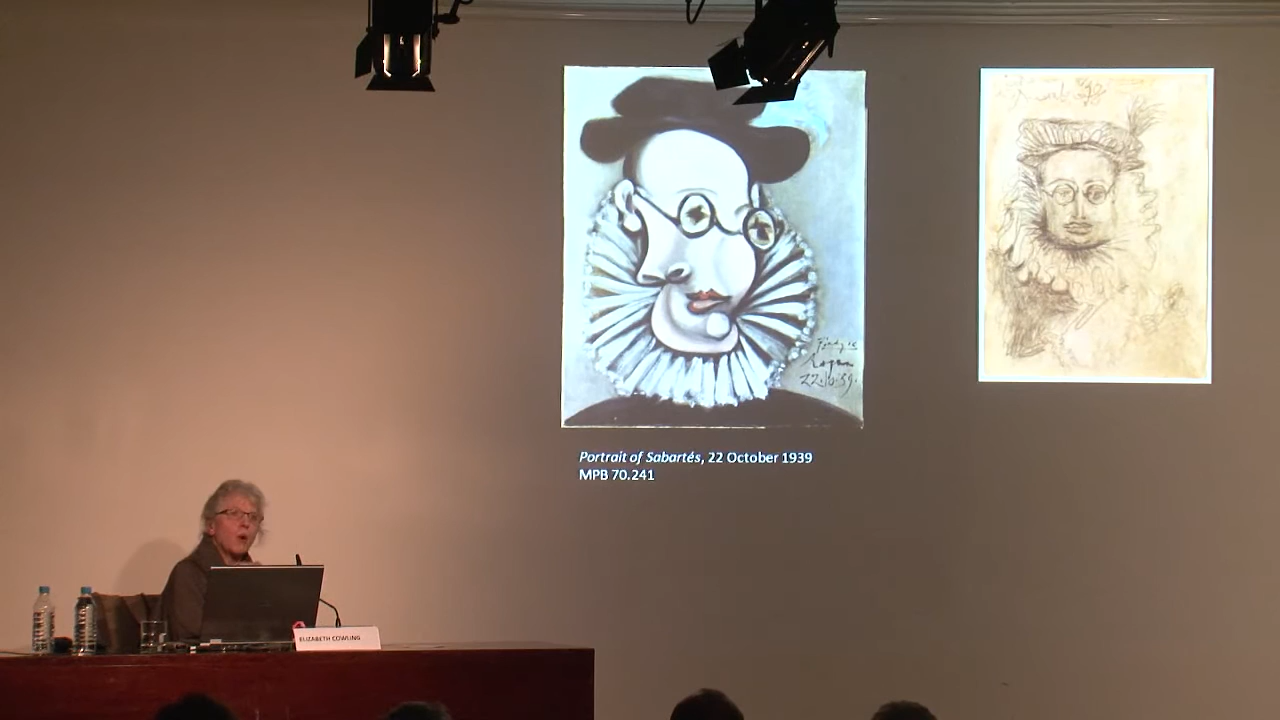 Royan
22.10.39.
Portrait of Sabartés, 22 October 1939
MPB 70.241
ELIZABETH COWLING